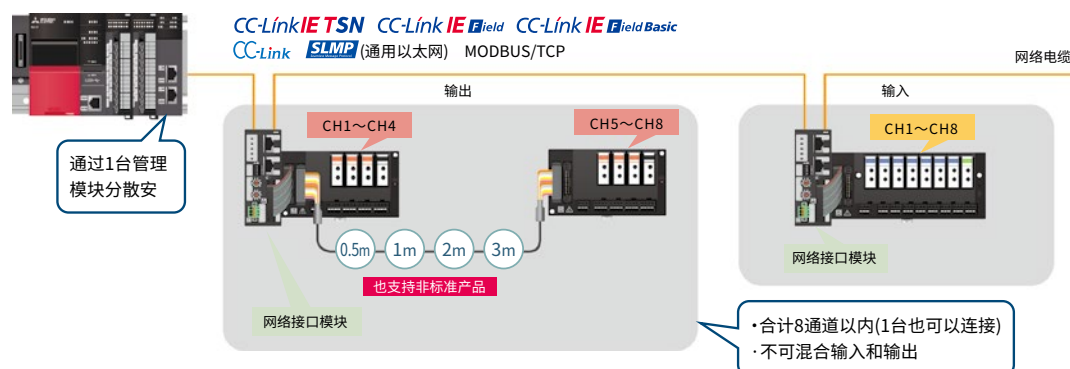 CC-Link IE TSN CC-Link IE Field CC-Link IE Field Basic
CC-Link SLMP (通用以太网) MODBUS/TCP
网络电缆
输出
输入
CH1～CH4
CH5～CH8
CH1～CH8
通过1台管理
模块分散安
0.5m 1m 2m 3m
也支持非标准产品
网络接口模块
网络接口模块
•合计8通道以内(1台也可以连接)
·不可混合输入和输出